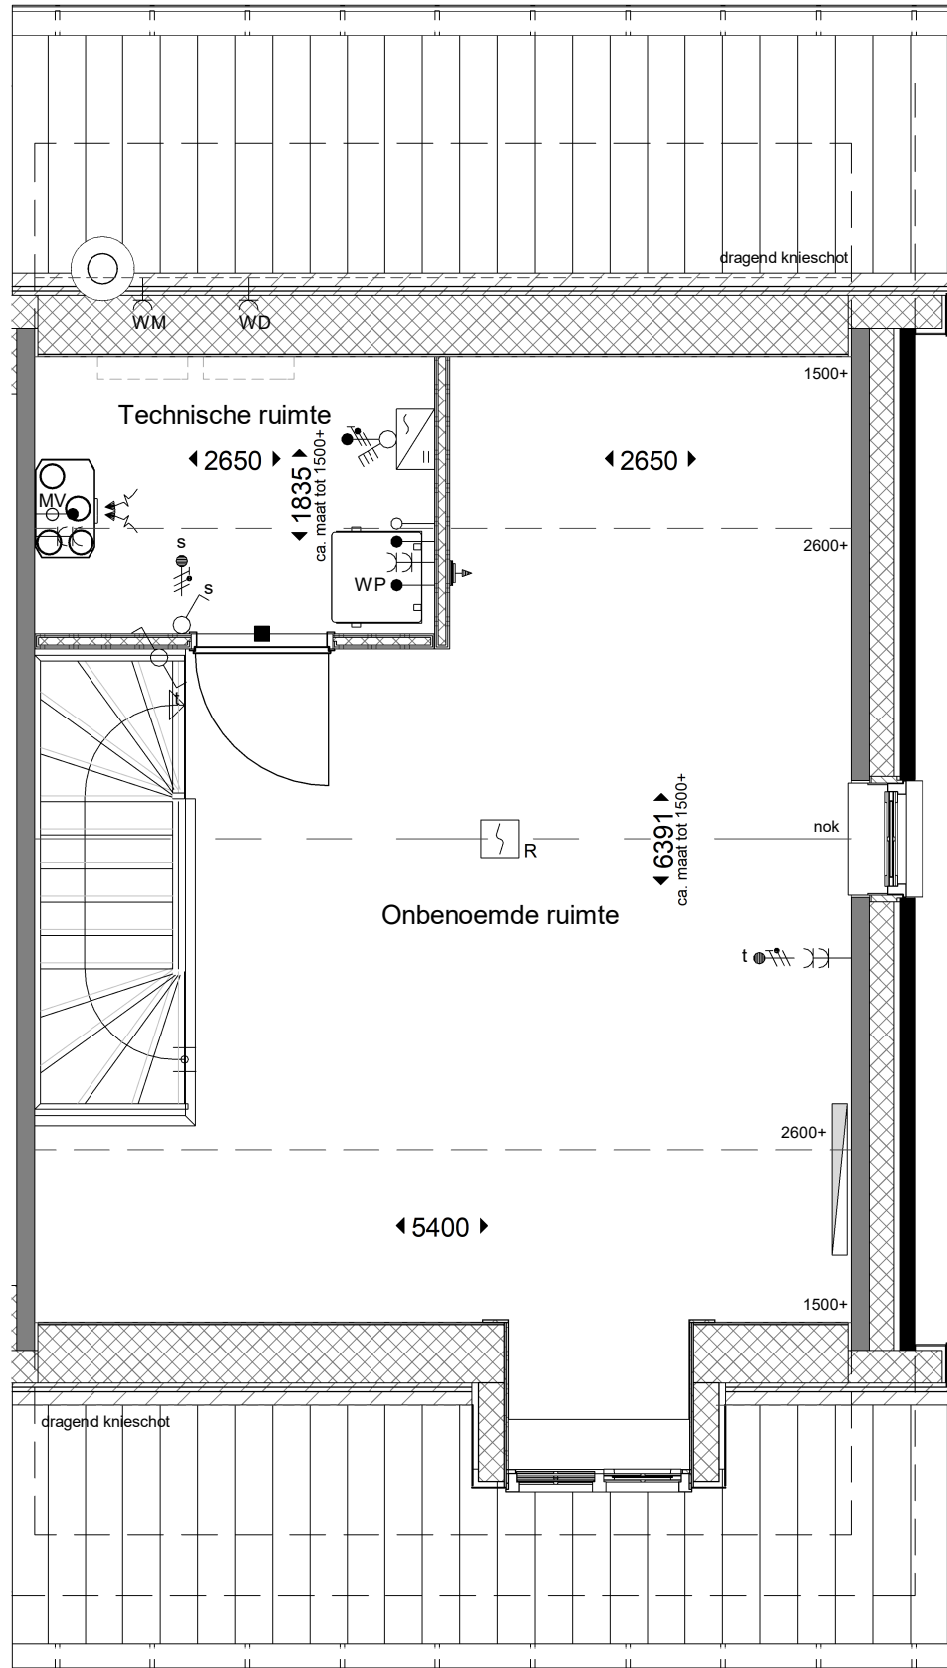 dragend knieschot
WM
WD
1500+
Technische ruimte
2650
1835
ca. maat tot 1500+
2650
MV
s
2600+
WP
s
t
6391
ca. maat tot 1500+
nok
R
Onbenoemde ruimte
t
2600+
5400
1500+
dragend knieschot